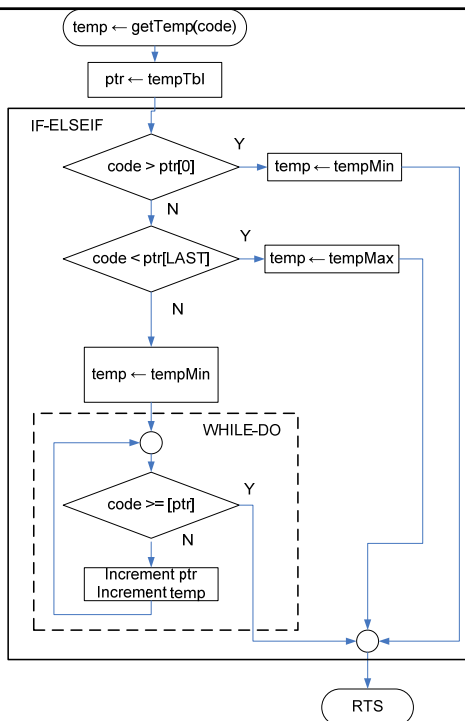 temp ← getTemp(code)
ptr ← tempTbl
IF-ELSEIF
code > ptr[0]
Y
temp ← tempMin
N
code < ptr[LAST]
Y
temp ← tempMax
N
temp ← tempMin
WHILE-DO
code >= [ptr]
Y
N
Increment ptr
Increment temp
RTS